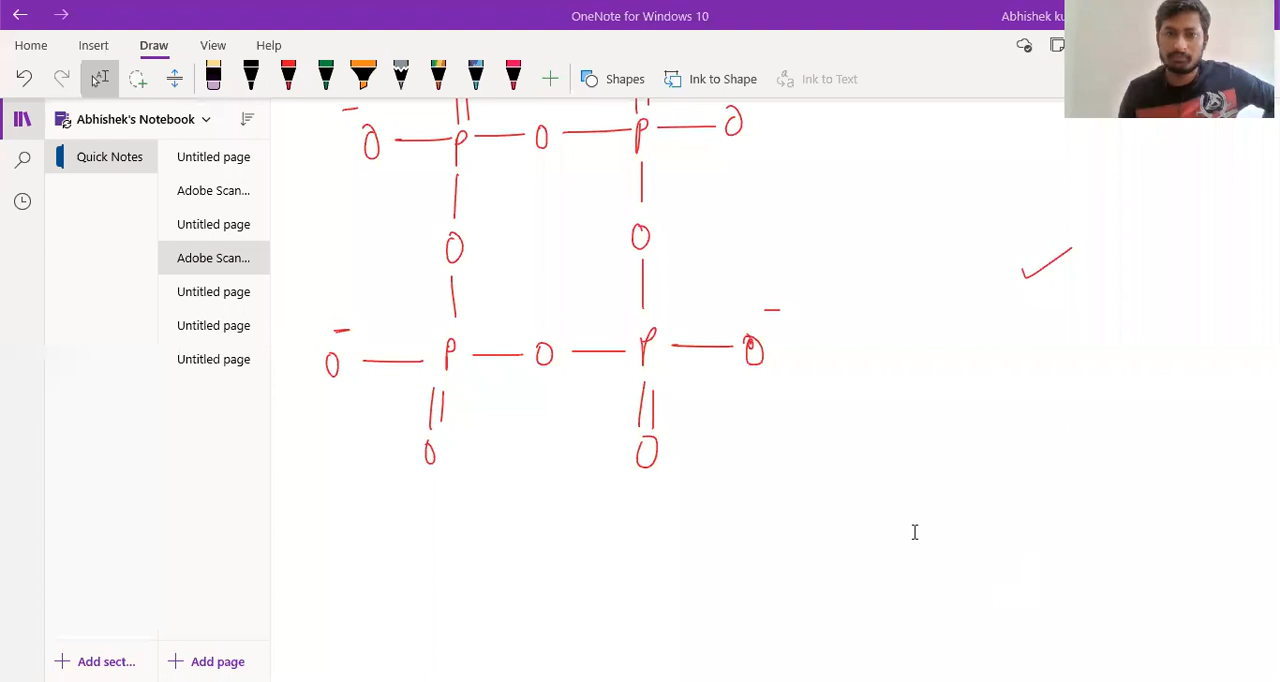 OneNote for Windows 10
Abhishek ku
Home Insert Draw View Help
Shapes Ink to Shape Ink to Text
Abhishek's Notebook
Quick Notes
Untitled page
Adobe Scan...
Untitled page
Adobe Scan...
Untitled page
Untitled page
Untitled page
Add sect... Add page
O P O P O
O O
O P O P O
O O